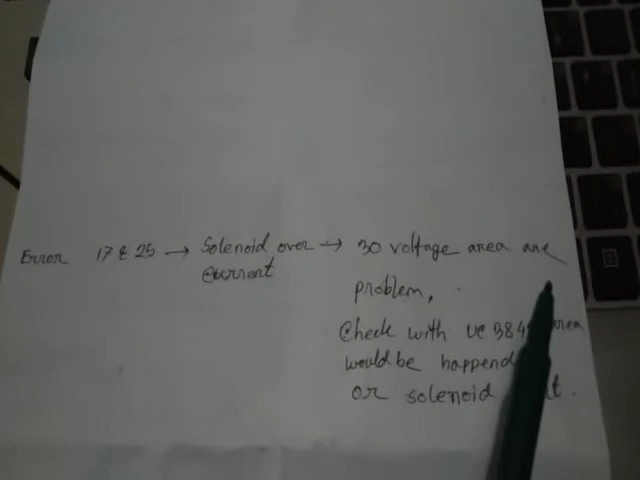 Error 17 & 25 → Solenoid over → 30 voltage area are
current
problem,
Check with uc 384
would be happend
or solenoid